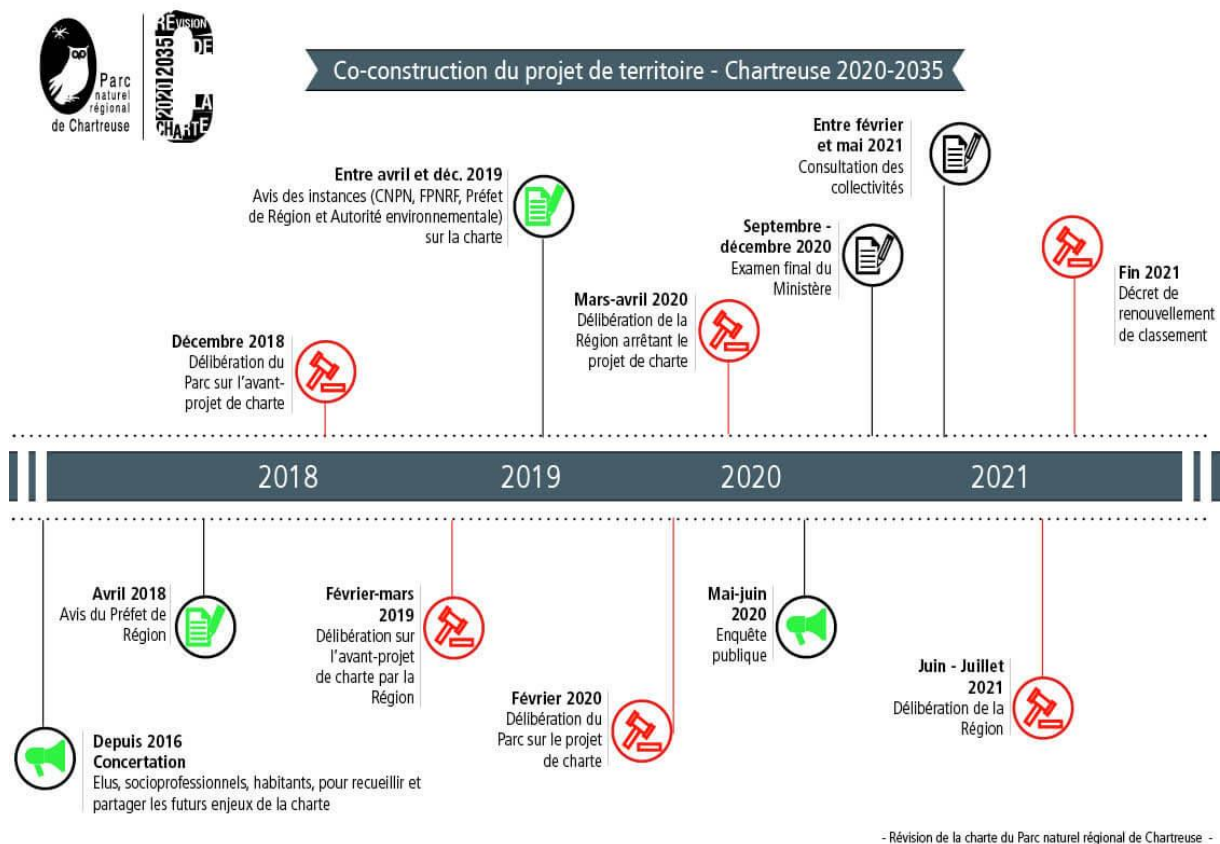 Parc
naturel
régional
de Chartreuse
REVISION
DE
LA
CHARTE
2020 2035
Co-construction du projet de territoire - Chartreuse 2020-2035
Entre avril et déc. 2019
Avis des instances (CNPN, FPNRF, Préfet
de Région et Autorité environnementale)
sur la charte
Entre février
et mai 2021
Consultation des
collectivités
Septembre -
décembre 2020
Examen final du
Ministère
Mars-avril 2020
Délibération de la
Région arrêtant le
projet de charte
Fin 2021
Décret de
renouvellement
de classement
Décembre 2018
Délibération du
Parc sur l'avant-
projet de charte
2018
2019
2020
2021
Avril 2018
Avis du Préfet de
Région
Février-mars
2019
Délibération sur
l'avant-projet
de charte par la
Région
Mai-juin
2020
Enquête
publique
Juin - Juillet
2021
Délibération de la
Région
Février 2020
Délibération du
Parc sur le projet
de charte
Depuis 2016
Concertation
Elus, socioprofessionnels, habitants, pour recueillir et
partager les futurs enjeux de la charte
- Révision de la charte du Parc naturel régional de Chartreuse -